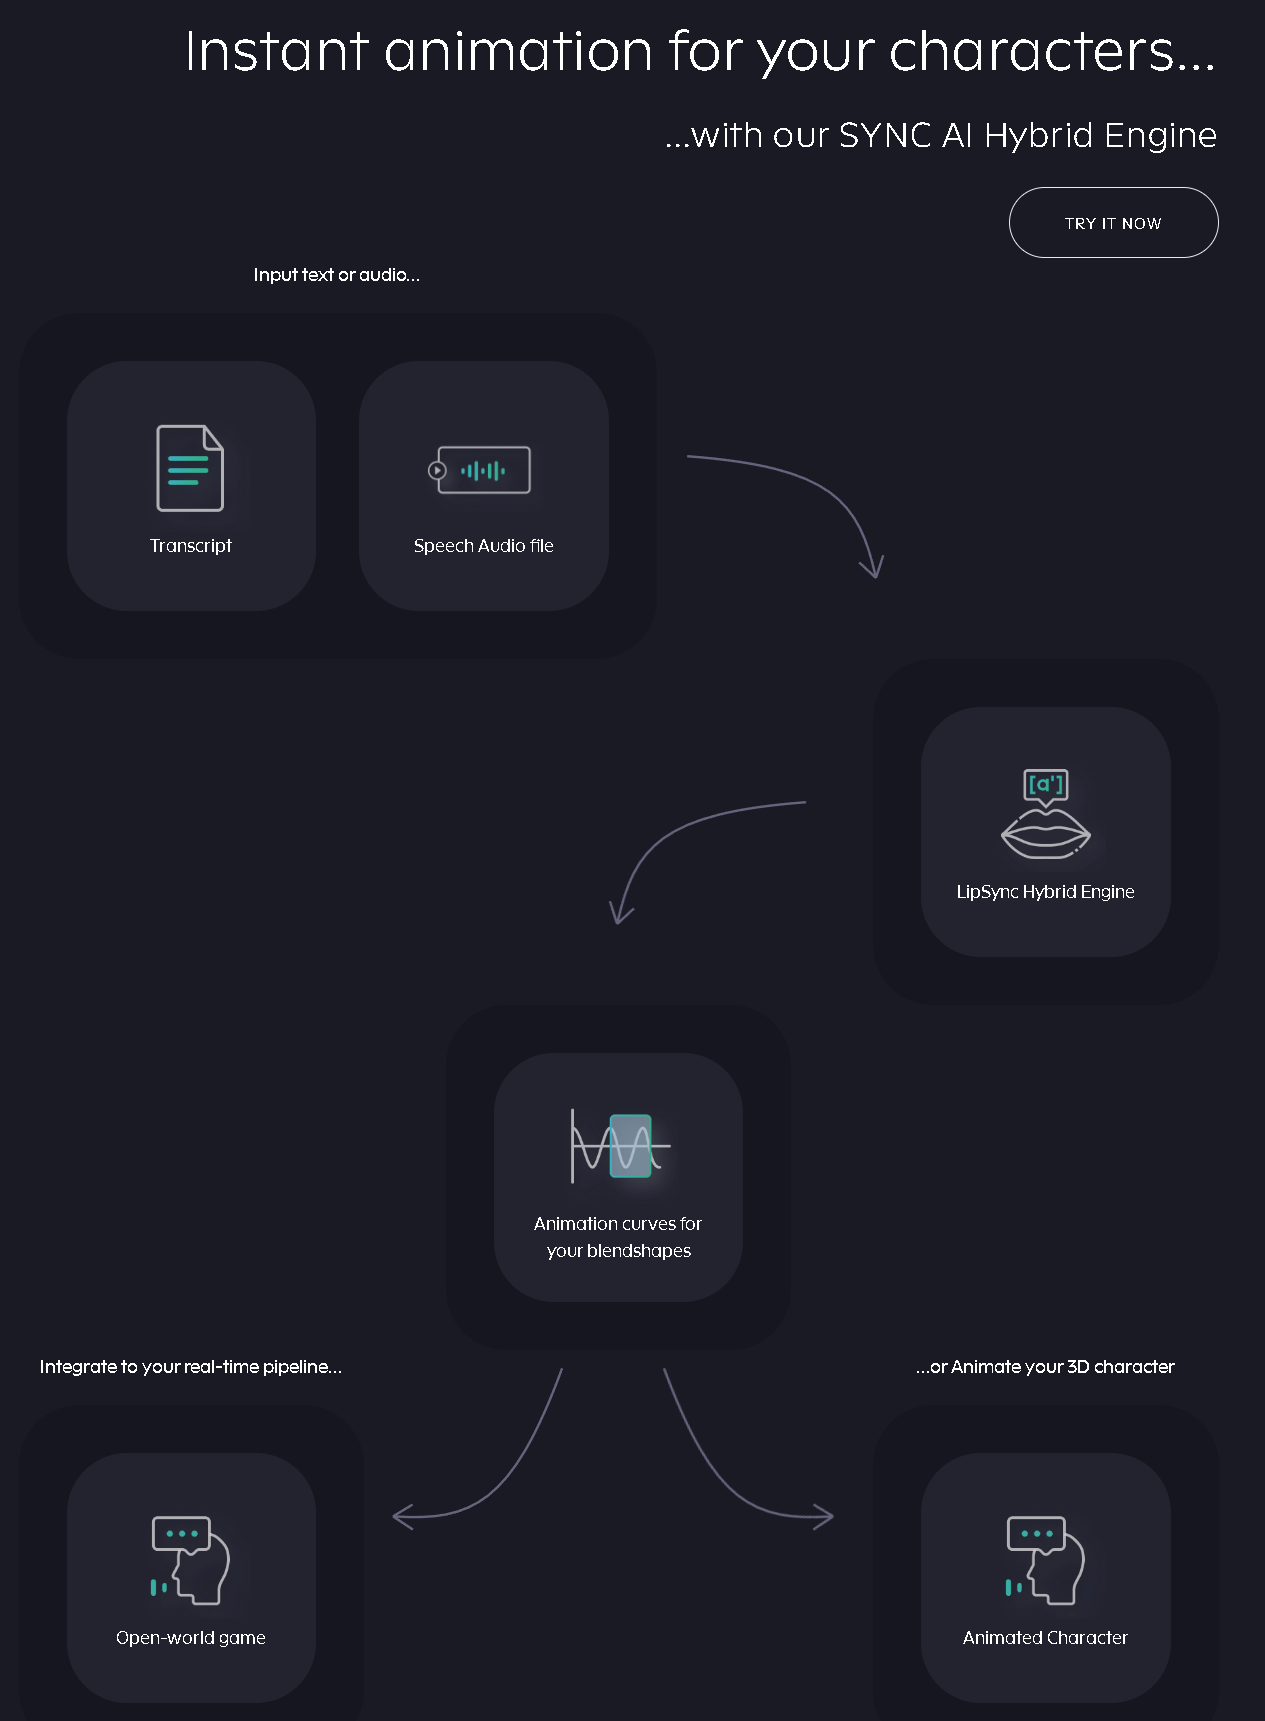 Instant animation for your characters...
...with our SYNC AI Hybrid Engine
TRY IT NOW
Input text or audio...
Transcript
Speech Audio file
[a']
LipSync Hybrid Engine
Animation curves for
your blendshapes
Integrate to your real-time pipeline...
...or Animate your 3D character
Open-world game
Animated Character